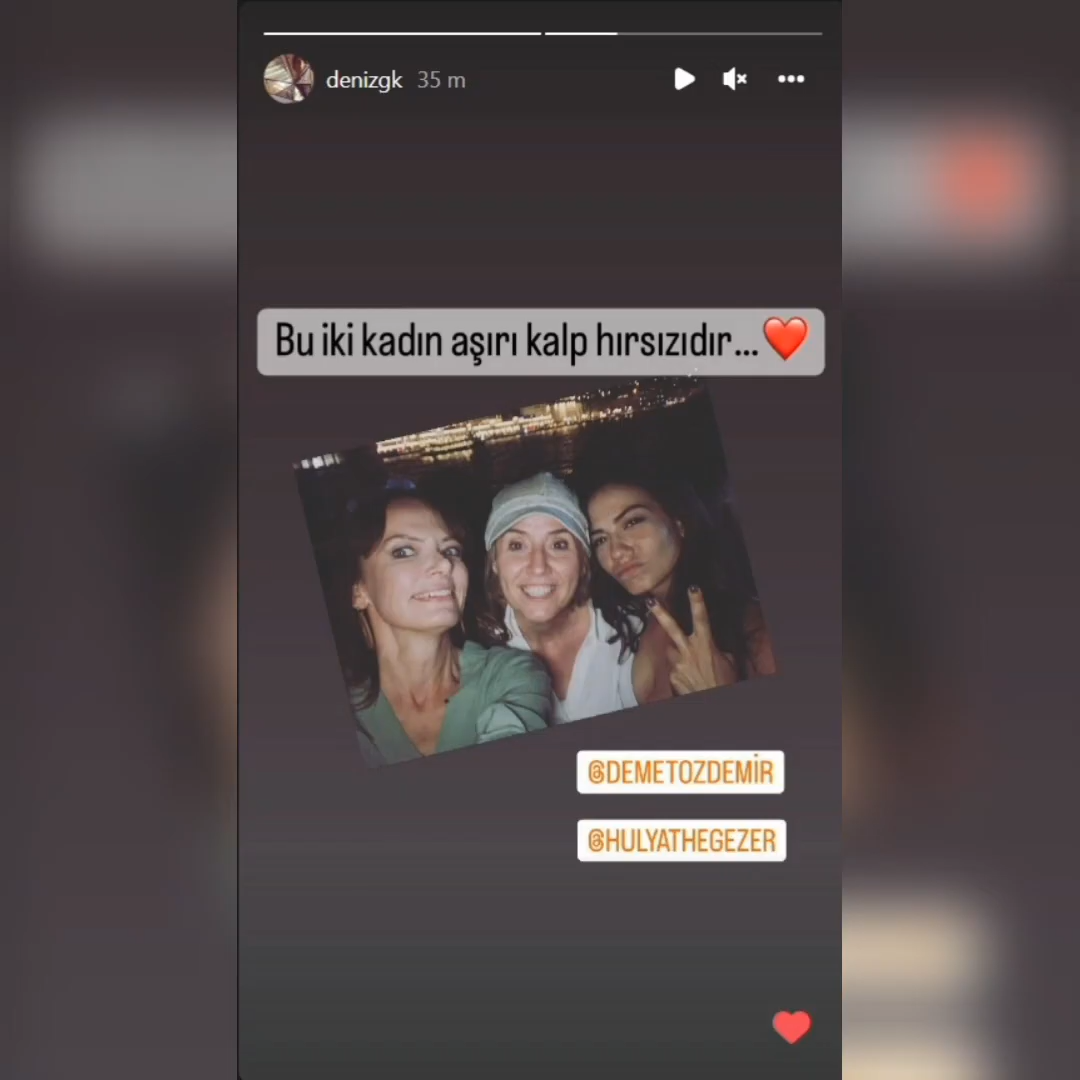 denizgk 35 m
Bu iki kadın aşırı kalp hırsızıdır...❤️
@DEMETOZDEMİR
@HULYATHEGEZER